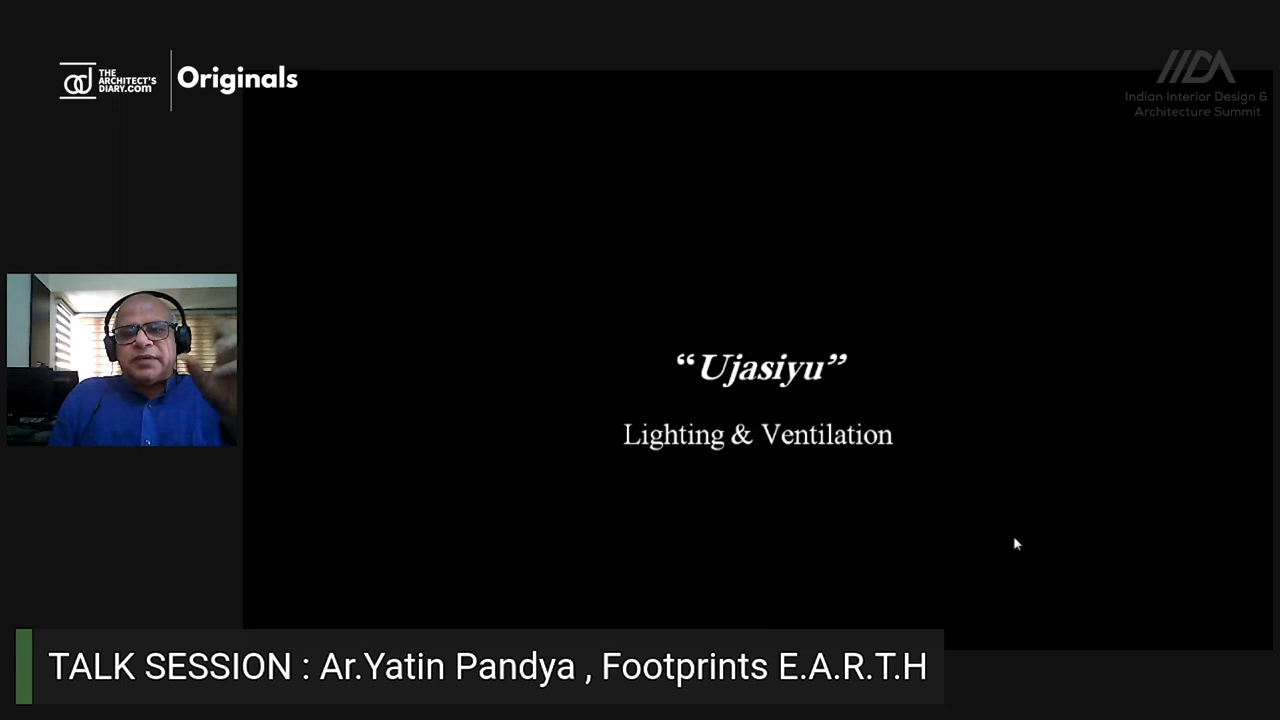 THE
ARCHITECT'S
DIARY.com
Originals
Indian Interior Design &
Architecture Summit
“Ujasiyu”
Lighting & Ventilation
TALK SESSION : Ar.Yatin Pandya , Footprints E.A.R.T.H